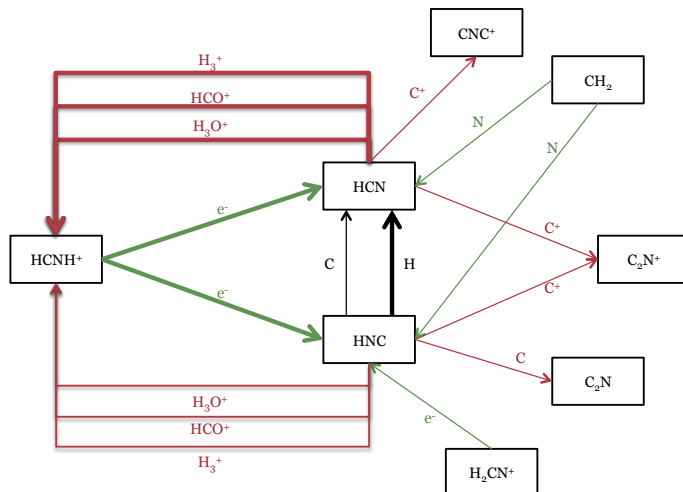 CNC⁺
H₃⁺
CH₂
C⁺
HCO⁺
N
H₃O⁺
N
HCN
e⁻
C⁺
HCNH⁺
C
H
C₂N⁺
e⁻
C⁺
HNC
C
C₂N
H₃O⁺
e⁻
HCO⁺
H₃⁺
H₂CN⁺